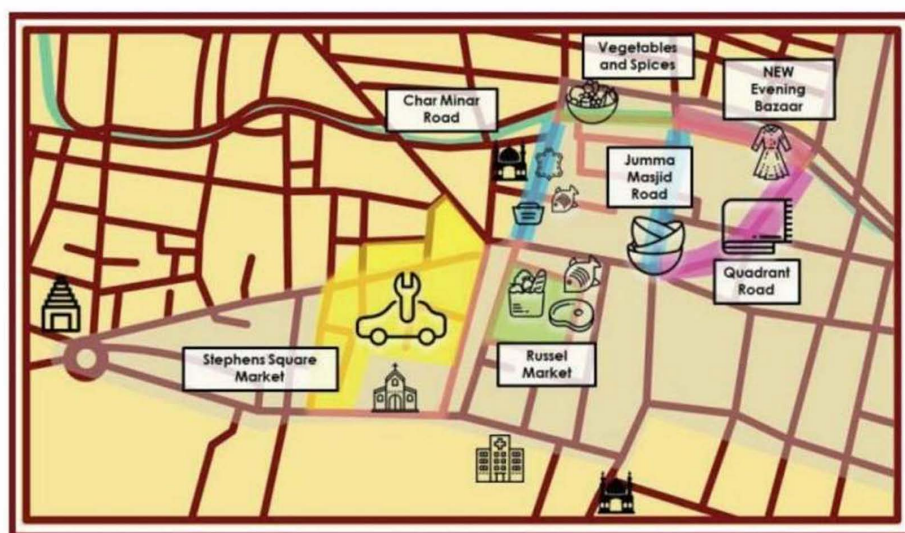 Vegetables
and Spices
NEW
Evening
Bazaar
Char Minar
Road
Jumma
Masjid
Road
Quadrant
Road
Stephens Square
Market
Russel
Market